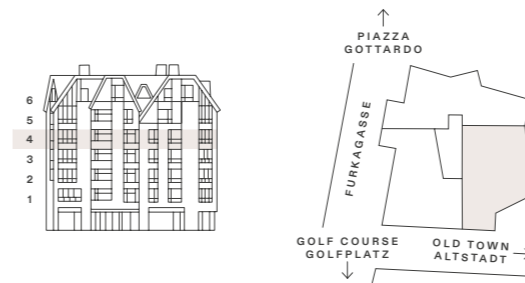 6
5
4
3
2
1
PIAZZA
GOTTARDO
FURKAGASSE
GOLF COURSE
GOLFPLATZ
OLD TOWN
ALTSTADT